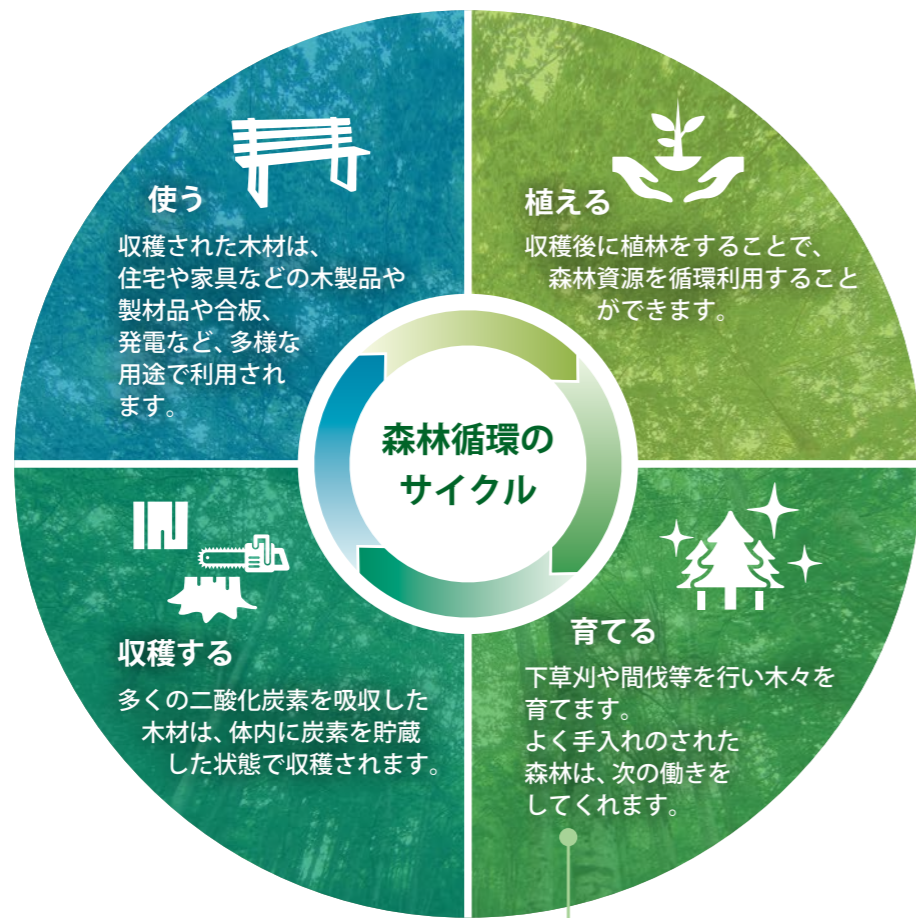 使う
収穫された木材は、
住宅や家具などの木製品や
製材品や合板、
発電など、多様な
用途で利用され
ます。
植える
収穫後に植林をすることで、
森林資源を循環利用すること
ができます。
森林循環の
サイクル
収穫する
多くの二酸化炭素を吸収した
木材は、体内に炭素を貯蔵
した状態で収穫されます。
育てる
下草刈や間伐等を行い木々を
育てます。
よく手入れのされた
森林は、次の働きを
してくれます。